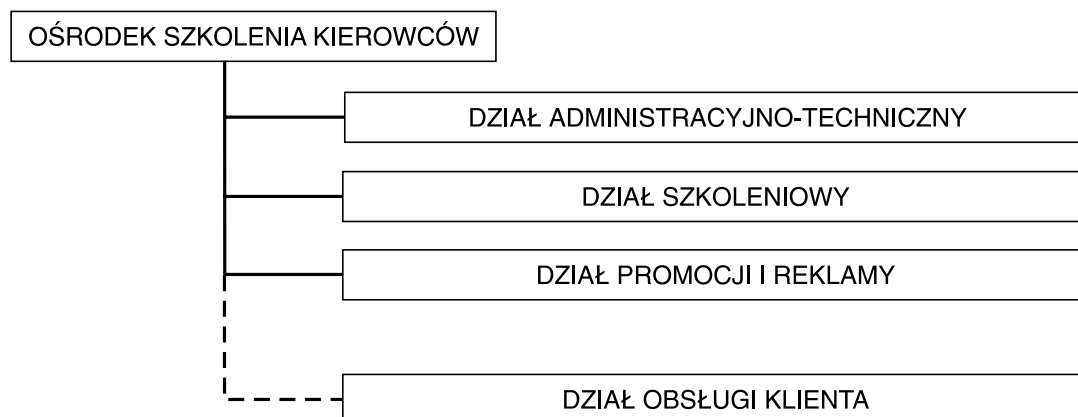 OŚRODEK SZKOLENIA KIEROWCÓW
DZIAŁ ADMINISTRACYJNO-TECHNICZNY
DZIAŁ SZKOLENIOWY
DZIAŁ PROMOCJI I REKLAMY
DZIAŁ OBSŁUGI KLIENTA